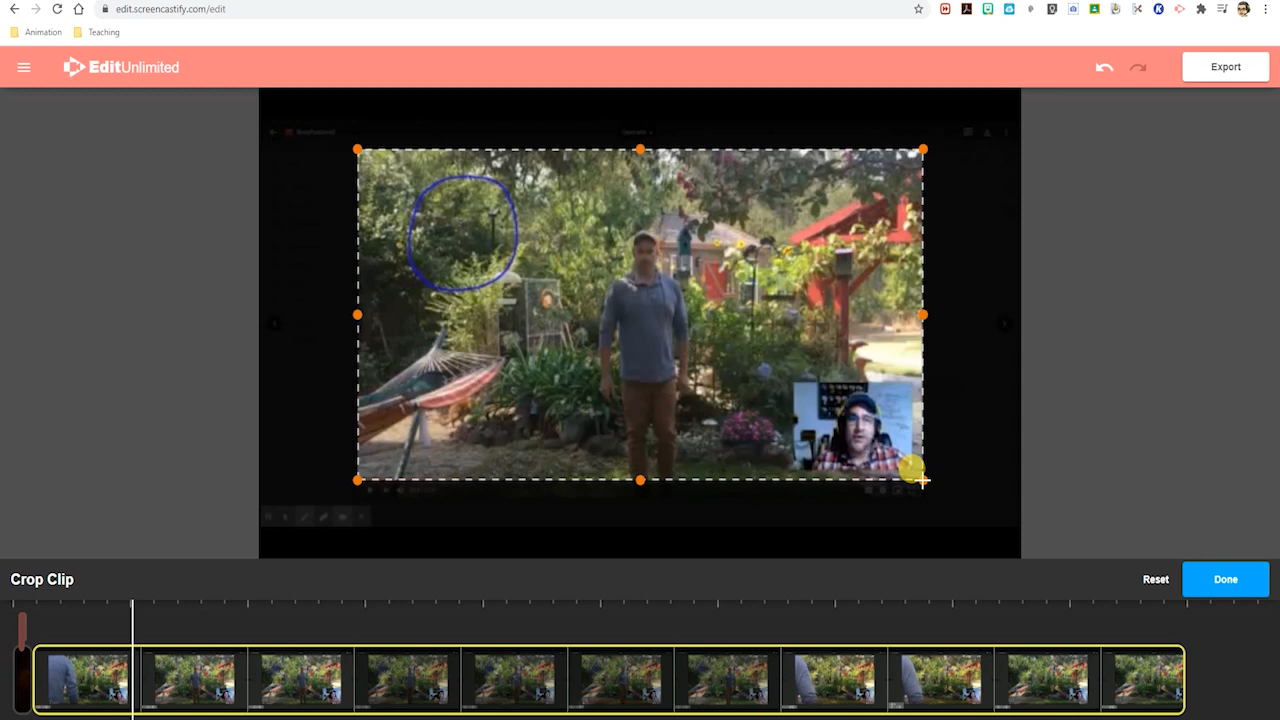 edit.screencastify.com/edit
Animation
Teaching
EditUnlimited
Export
Crop Clip
Reset
Done